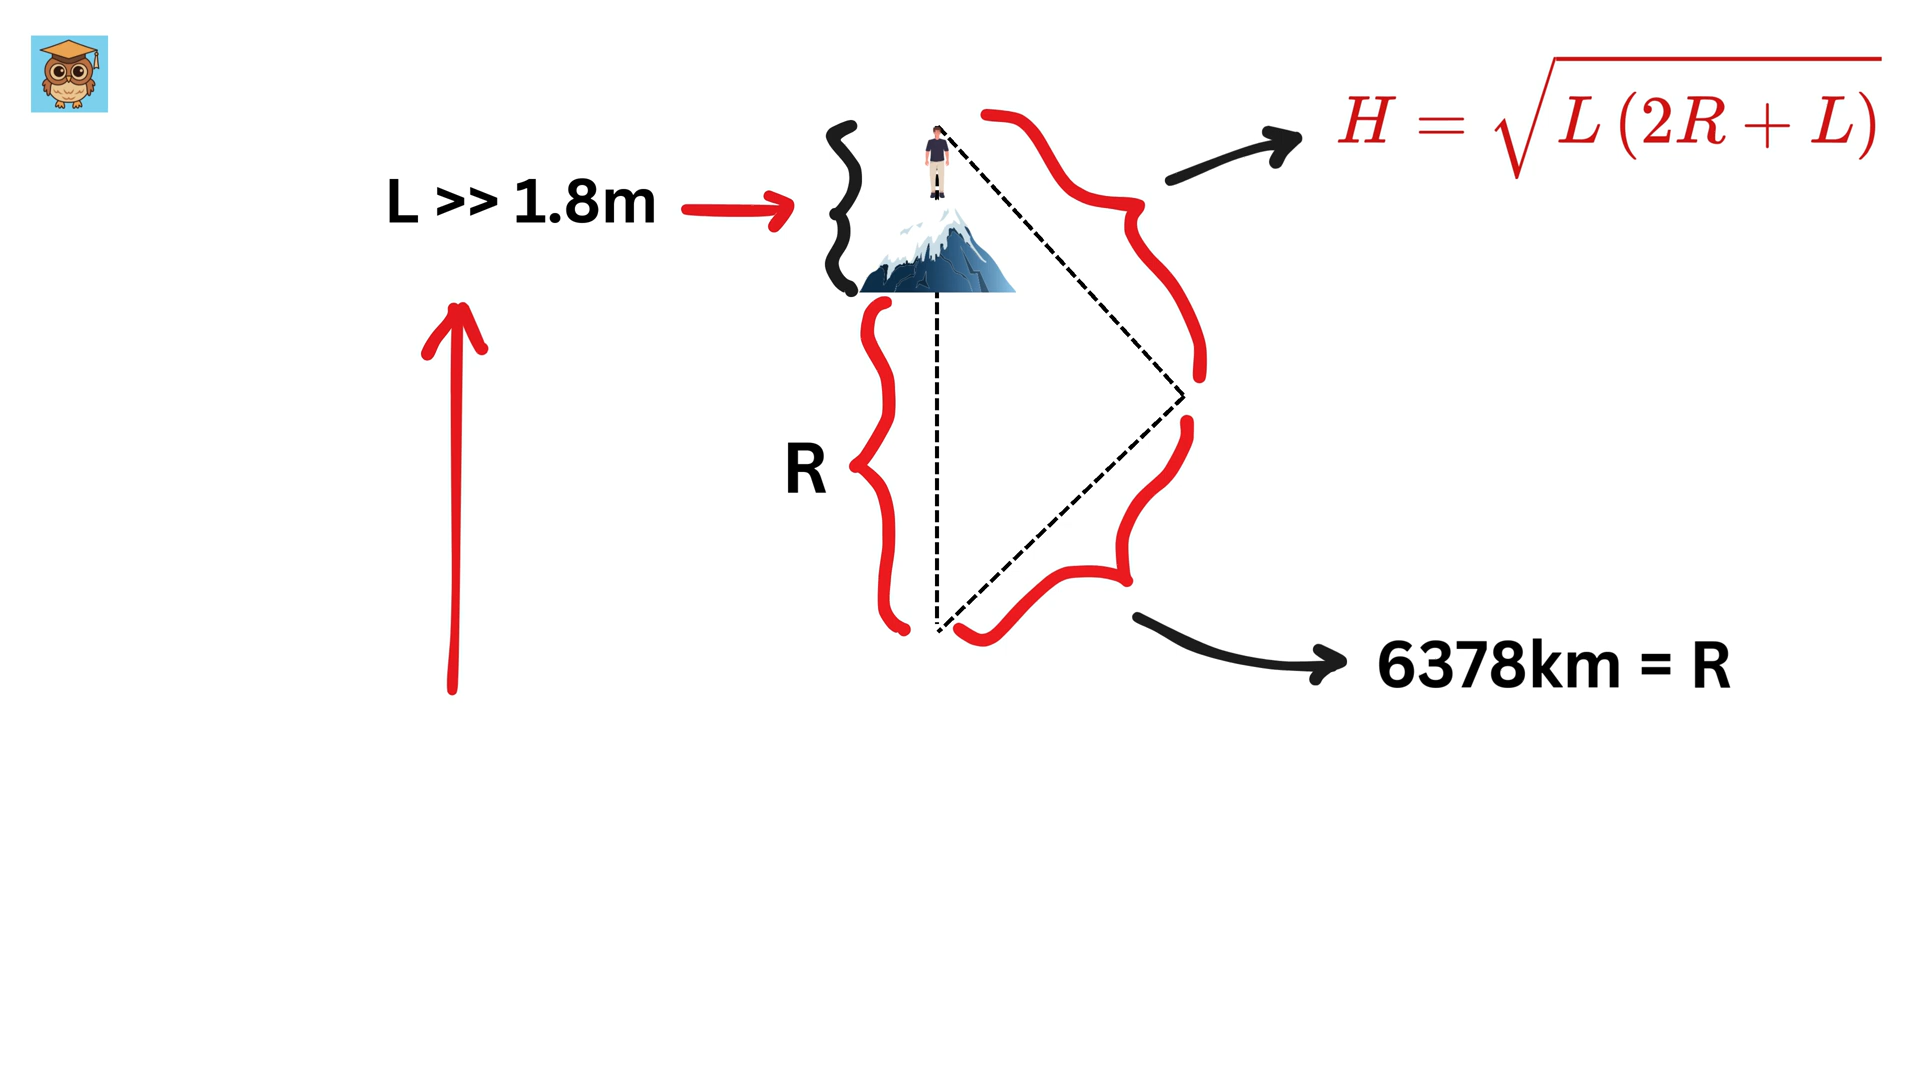 H = √L (2R + L)
L >> 1.8m
R
6378km = R